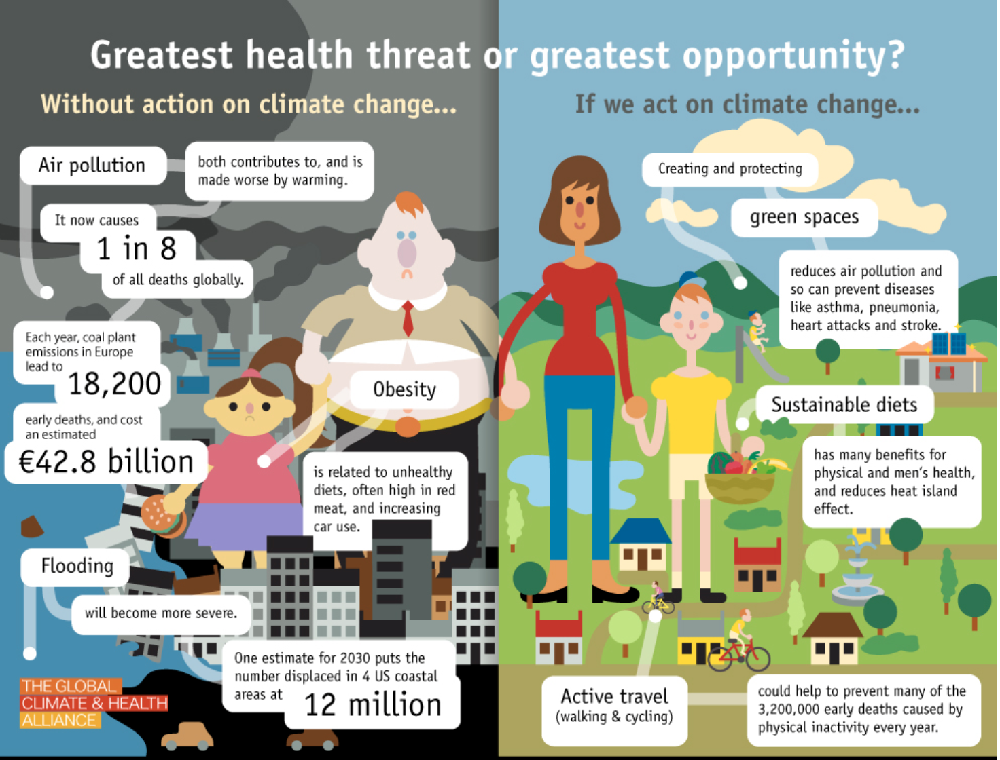 Greatest health threat or greatest opportunity?
Without action on climate change...
Air pollution
both contributes to, and is
made worse by warming.
It now causes
1 in 8
of all deaths globally.
Each year, coal plant
emissions in Europe
lead to
18,200
early deaths, and cost
an estimated
€42.8 billion
Obesity
is related to unhealthy
diets, often high in red
meat, and increasing
car use.
Flooding
will become more severe.
One estimate for 2030 puts the
number displaced in 4 US coastal
areas at
12 million
THE GLOBAL
CLIMATE & HEALTH
ALLIANCE
If we act on climate change...
Creating and protecting
green spaces
reduces air pollution and
so can prevent diseases
like asthma, pneumonia,
heart attacks and stroke.
Sustainable diets
has many benefits for
physical and men's health,
and reduces heat island
effect.
Active travel
(walking & cycling)
could help to prevent many of the
3,200,000 early deaths caused by
physical inactivity every year.